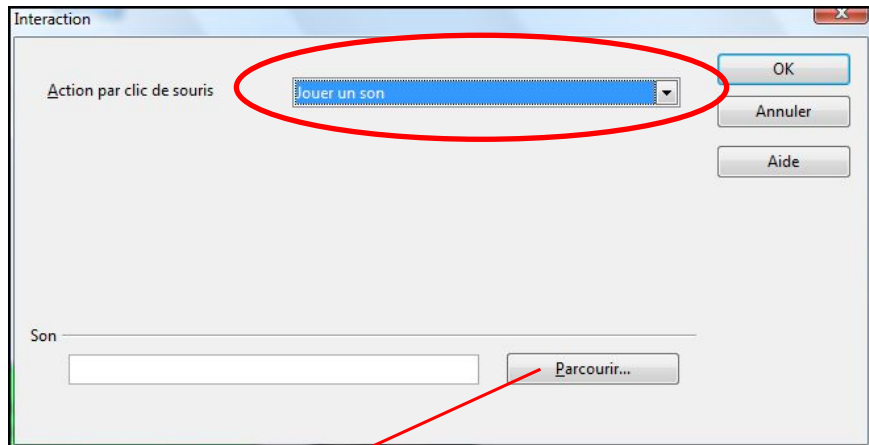 Interaction
Action par clic de souris
Jouer un son
OK
Annuler
Aide
Son
Parcourir...